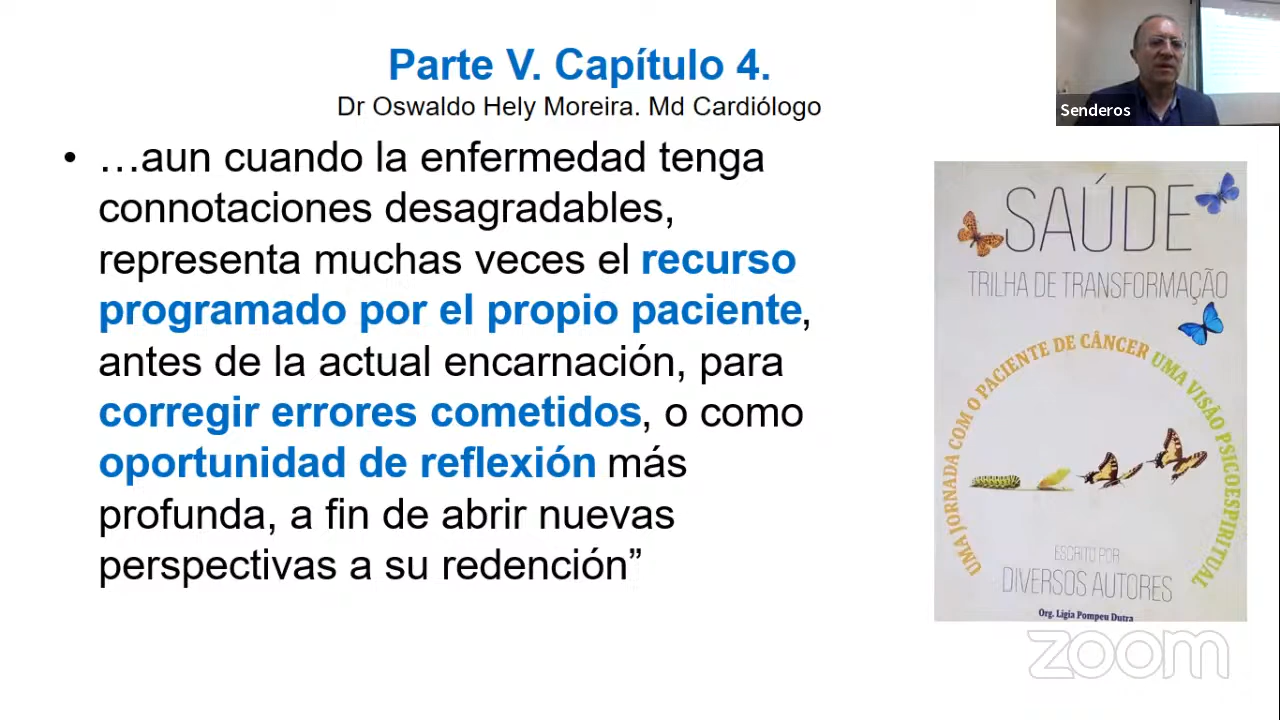 Parte V. Capítulo 4.
Dr Oswaldo Hely Moreira. Md Cardiólogo
• …aun cuando la enfermedad tenga
connotaciones desagradables,
representa muchas veces el recurso
programado por el propio paciente,
antes de la actual encarnación, para
corregir errores cometidos, o como
oportunidad de reflexión más
profunda, a fin de abrir nuevas
perspectivas a su redención”
Senderos
SAÚDE
TRILHA DE TRANSFORMAÇÃO
UMA JORNADA COM O PACIENTE DE CÂNCER UMA VISÃO PSICOESPIRITUAL
ESCRITO POR
DIVERSOS AUTORES
Org. Ligia Pompeu Dutra
zoom